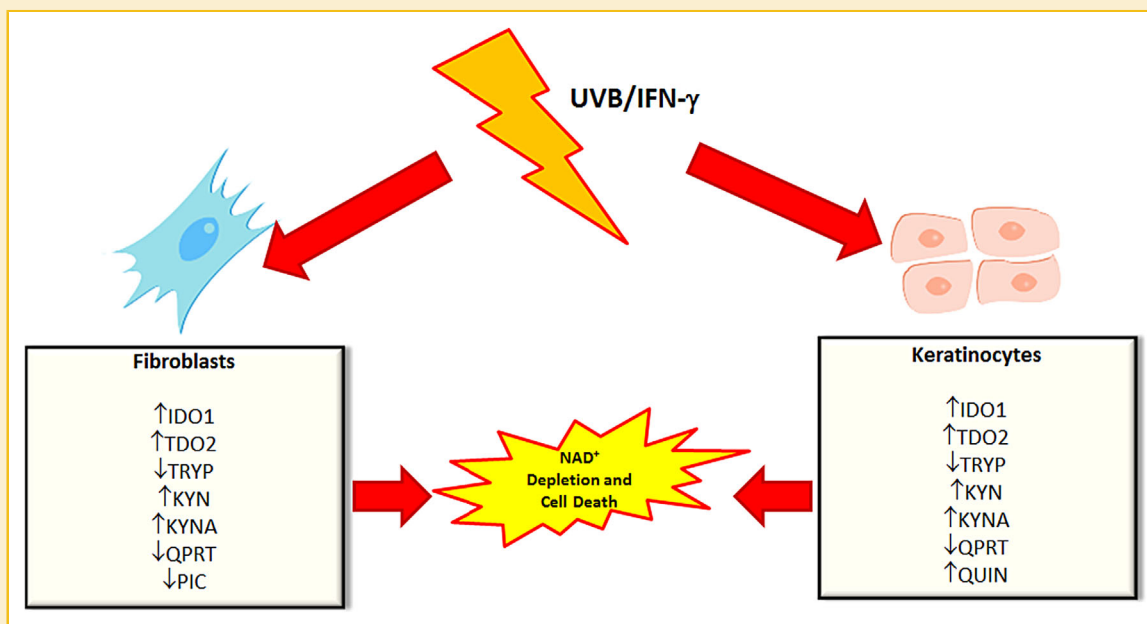 UVB/IFN-γ
Fibroblasts
↑IDO1
↑TDO2
↓TRYP
↑KYN
↑KYNA
↓QPRT
↓PIC
NAD⁺
Depletion and
Cell Death
Keratinocytes
↑IDO1
↑TDO2
↓TRYP
↑KYN
↑KYNA
↓QPRT
↑QUIN